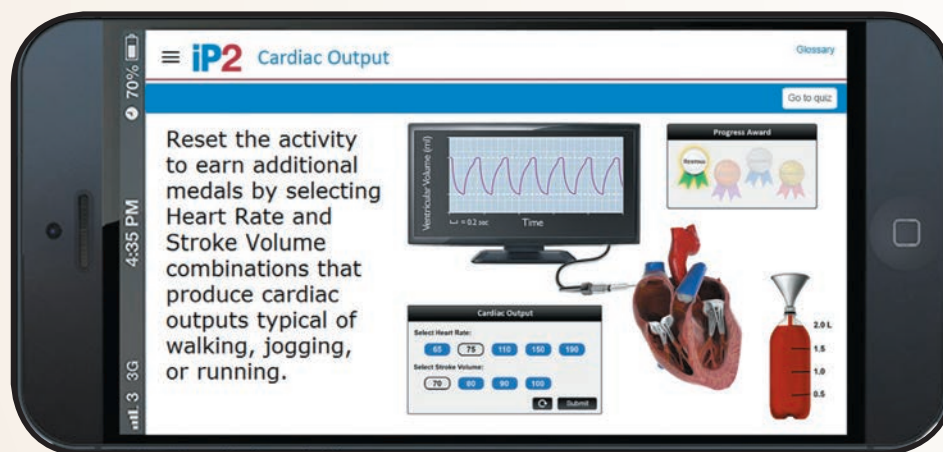 iP2 Cardiac Output
Glossary
Go to quiz
70%
4:35 PM
3G
3
Reset the activity
to earn additional
medals by selecting
Heart Rate and
Stroke Volume
combinations that
produce cardiac
outputs typical of
walking, jogging,
or running.
Ventricular Volume (ml)
= 0.2 sec
Time
Progress Award
Cardiac Output
Select Heart Rate:
65 75 110 150 190
Select Stroke Volume:
70 80 90 100
Submit
2.0 L
1.5
1.0
0.5